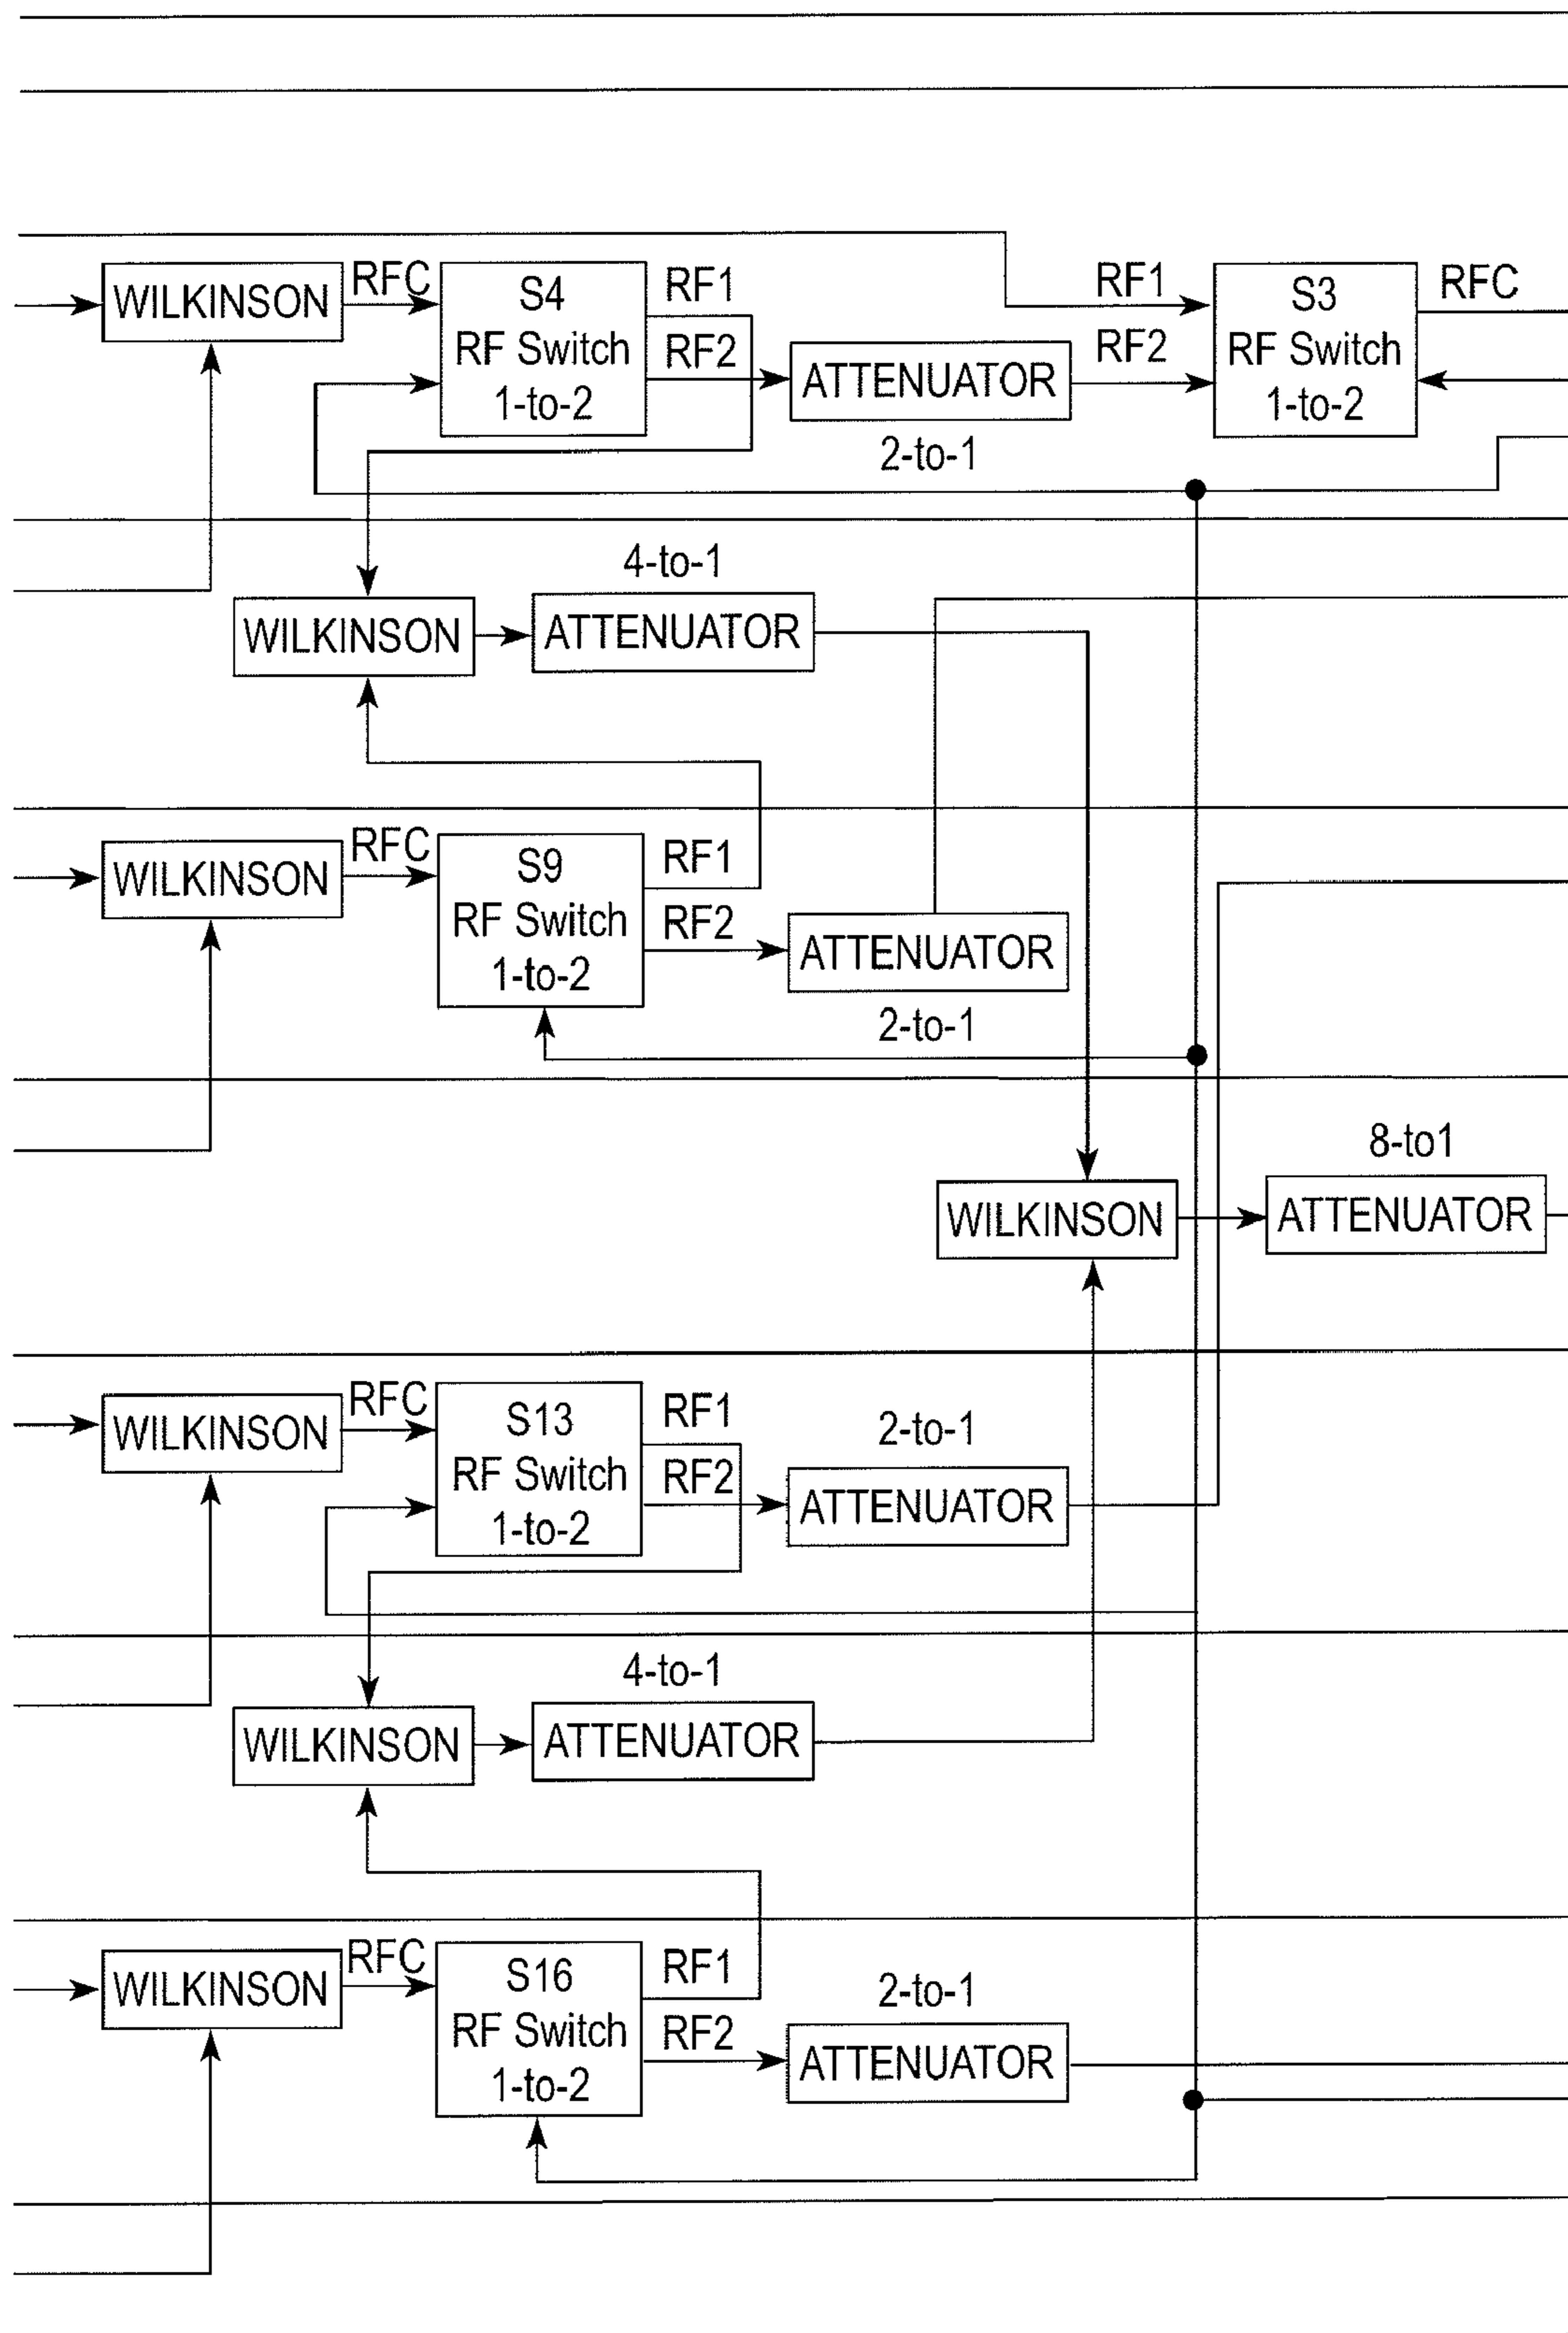 WILKINSON
RFC
S4
RF Switch
1-to-2
RF1
RF2
ATTENUATOR
2-to-1
RF1
RF2
S3
RF Switch
1-to-2
RFC
WILKINSON
4-to-1
ATTENUATOR
WILKINSON
RFC
S9
RF Switch
1-to-2
RF1
RF2
ATTENUATOR
2-to-1
WILKINSON
8-to1
ATTENUATOR
WILKINSON
RFC
S13
RF Switch
1-to-2
RF1
RF2
2-to-1
ATTENUATOR
WILKINSON
4-to-1
ATTENUATOR
WILKINSON
RFC
S16
RF Switch
1-to-2
RF1
RF2
2-to-1
ATTENUATOR